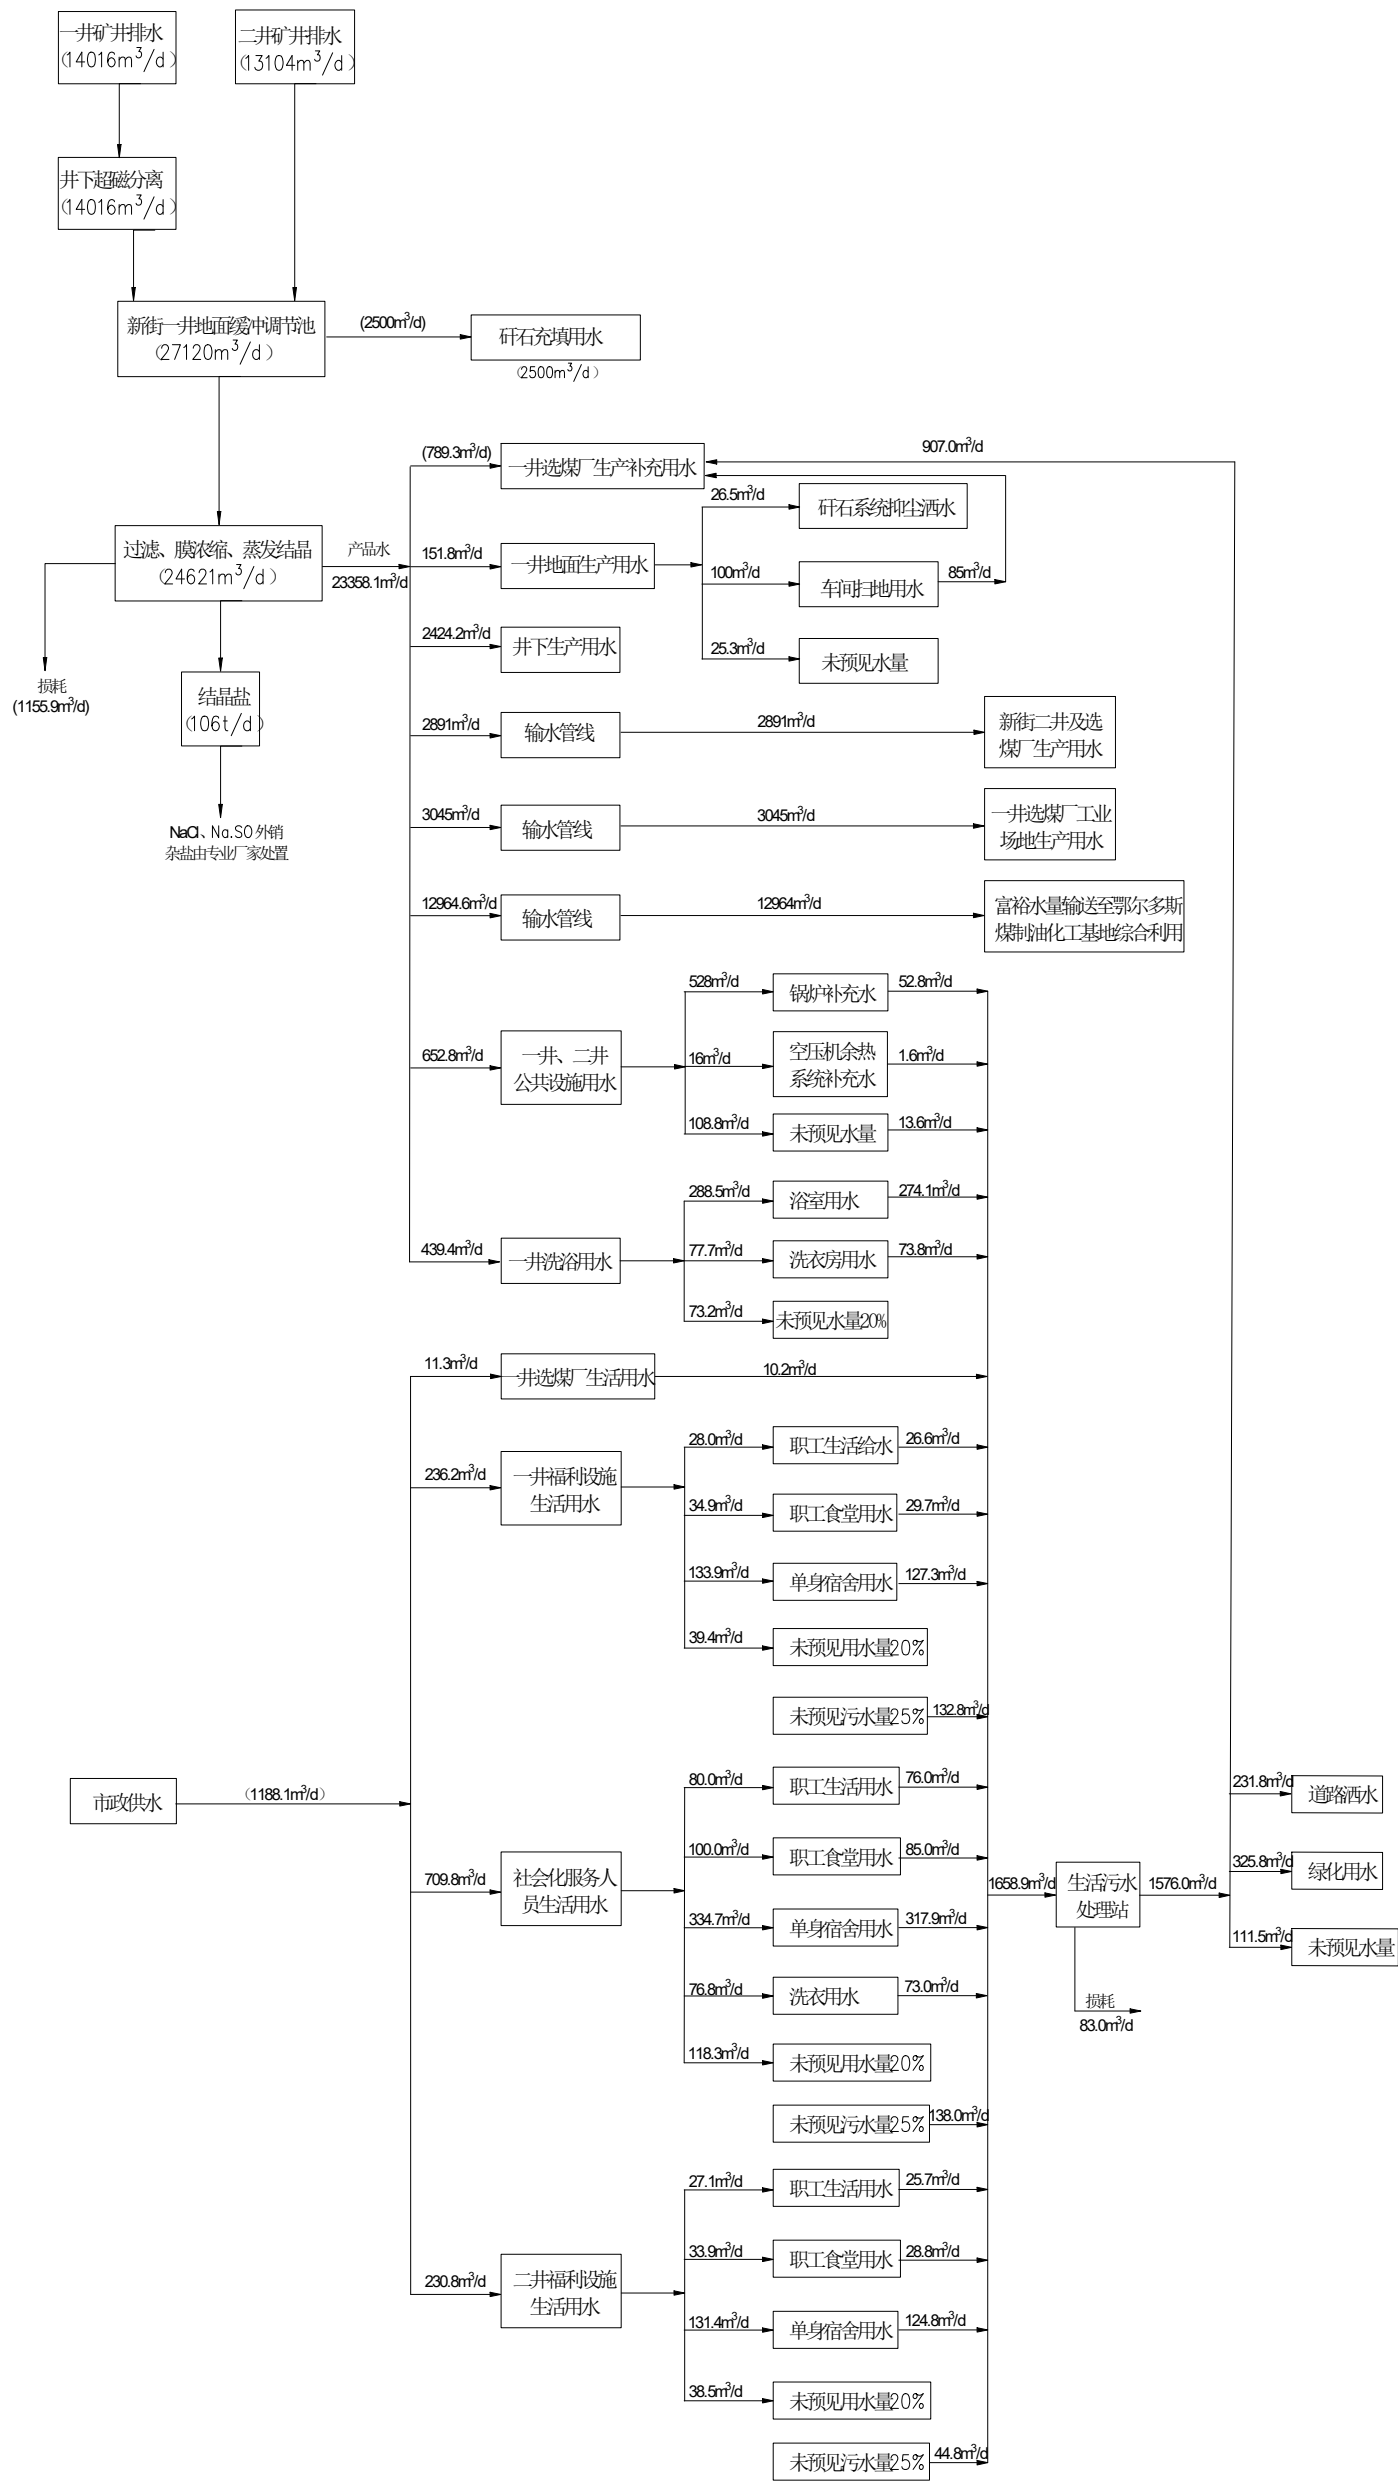 一井矿井排水
(14016m³/d)
二井矿井排水
(13104m³/d)
井下超磁分离
(14016m³/d)
新街一井地面缓冲调节池
(27120m³/d)
(2500m³/d)
矸石充填用水
(2500m³/d)
过滤、膜浓缩、蒸发结晶
(24621m³/d)
产品水
23358.1m³/d
损耗
(1155.9m³/d)
结晶盐
(106t/d)
NaCl、Na.SO外销
杂盐由专业厂家处置
(789.3m³/d)
一井选煤厂生产补充用水
907.0m³/d
151.8m³/d
一井地面生产用水
26.5m³/d
矸石系统抑尘洒水
100m³/d
车间扫地用水
85m³/d
25.3m³/d
未预见水量
2424.2m³/d
井下生产用水
2891m³/d
输水管线
2891m³/d
新街二井及选
煤厂生产用水
3045m³/d
输水管线
3045m³/d
一井选煤厂工业
场地生产用水
12964.6m³/d
输水管线
12964m³/d
富裕水量输送至鄂尔多斯
煤制油化工基地综合利用
652.8m³/d
一井、二井
公共设施用水
528m³/d
锅炉补充水
52.8m³/d
16m³/d
空压机余热
系统补充水
1.6m³/d
108.8m³/d
未预见水量
13.6m³/d
439.4m³/d
一井洗浴用水
288.5m³/d
浴室用水
274.1m³/d
77.7m³/d
洗衣房用水
73.8m³/d
73.2m³/d
未预见水量20%
市政供水
(1188.1m³/d)
11.3m³/d
一井选煤厂生活用水
10.2m³/d
236.2m³/d
一井福利设施
生活用水
28.0m³/d
职工生活给水
26.6m³/d
34.9m³/d
职工食堂用水
29.7m³/d
133.9m³/d
单身宿舍用水
127.3m³/d
39.4m³/d
未预见用水量20%
未预见污水量25%
132.8m³/d
709.8m³/d
社会化服务人
员生活用水
80.0m³/d
职工生活用水
76.0m³/d
100.0m³/d
职工食堂用水
85.0m³/d
334.7m³/d
单身宿舍用水
317.9m³/d
76.8m³/d
洗衣用水
73.0m³/d
118.3m³/d
未预见用水量20%
未预见污水量25%
138.0m³/d
230.8m³/d
二井福利设施
生活用水
27.1m³/d
职工生活用水
25.7m³/d
33.9m³/d
职工食堂用水
28.8m³/d
131.4m³/d
单身宿舍用水
124.8m³/d
38.5m³/d
未预见用水量20%
未预见污水量25%
44.8m³/d
1658.9m³/d
生活污水
处理站
1576.0m³/d
损耗
83.0m³/d
231.8m³/d
道路洒水
325.8m³/d
绿化用水
111.5m³/d
未预见水量